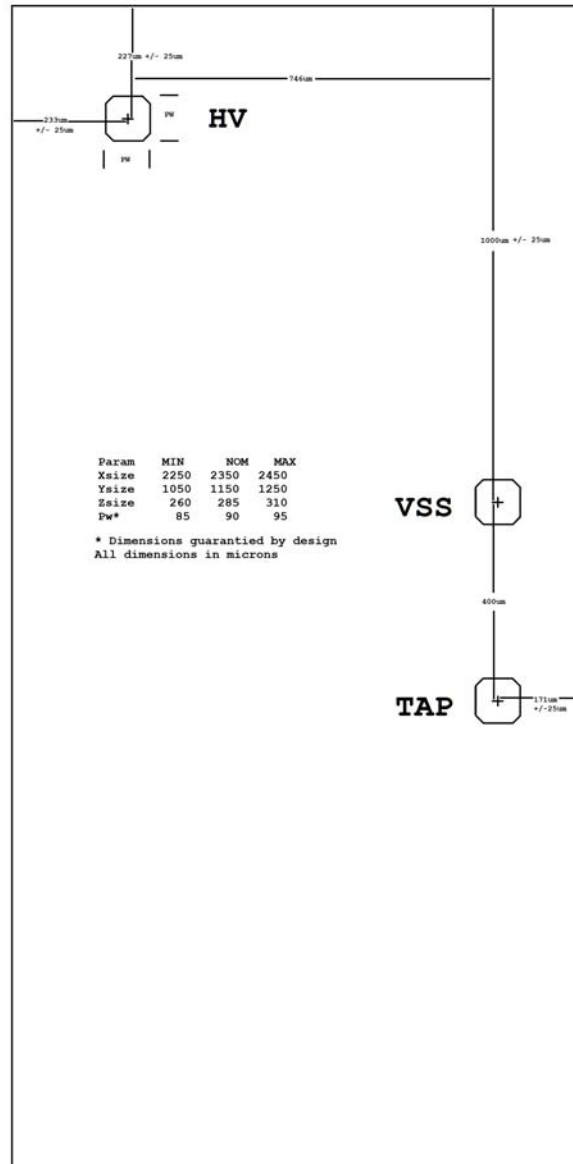 227um +/- 25um
746um
233um
+/- 25um
PW
HV
PW
1000um +/- 25um
Param MIN NOM MAX
Xsize 2250 2350 2450
Ysize 1050 1150 1250
Zsize 260 285 310
Pw* 85 90 95
* Dimensions guarantied by design
All dimensions in microns
VSS
400um
TAP
171um
+/-25um